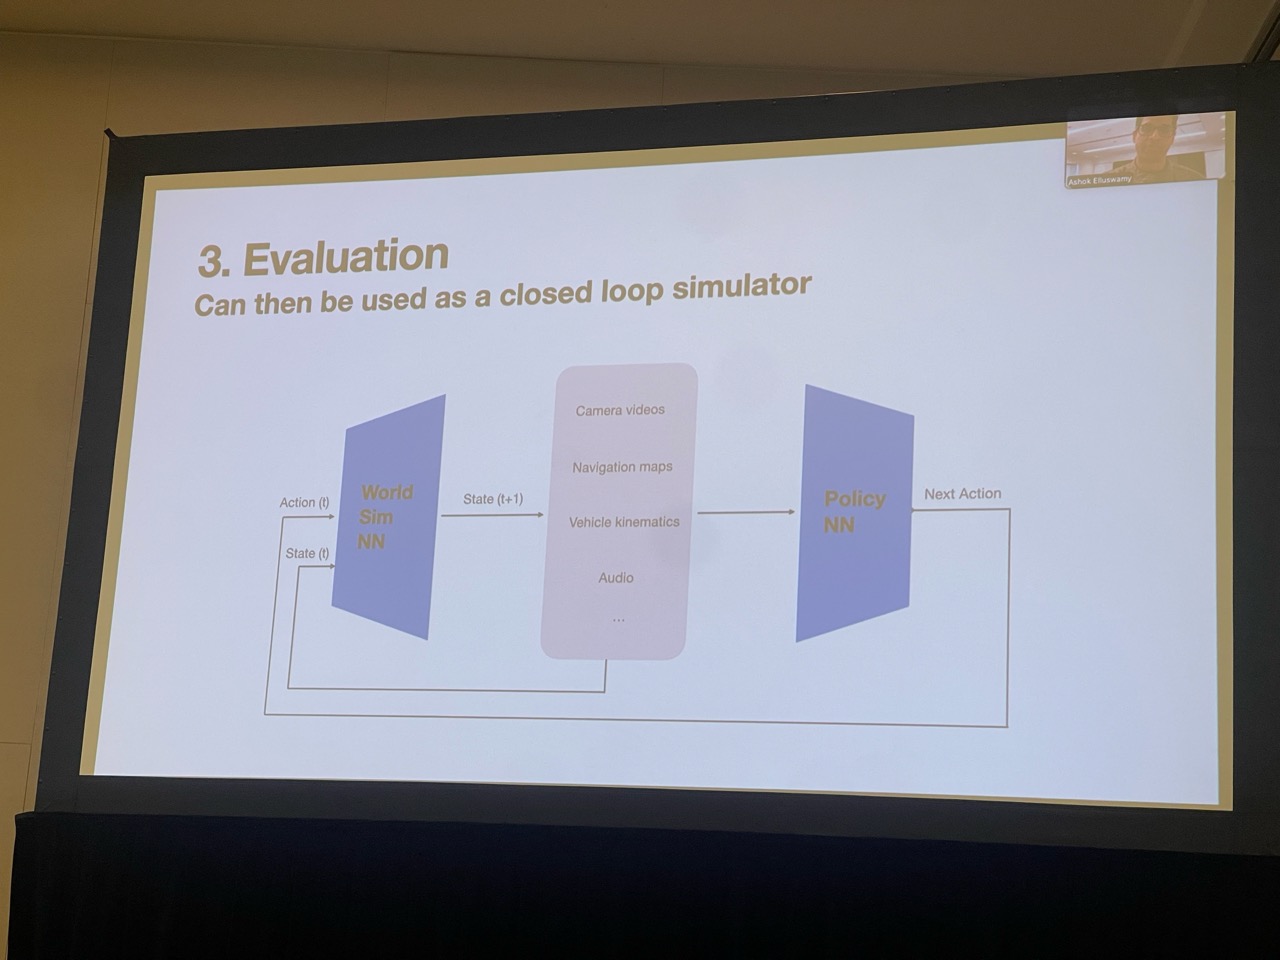 Ashok Elluswamy
3. Evaluation
Can then be used as a closed loop simulator
Action (t)
State (t)
World
Sim
NN
State (t+1)
Camera videos
Navigation maps
Vehicle kinematics
Audio
...
Policy
NN
Next Action